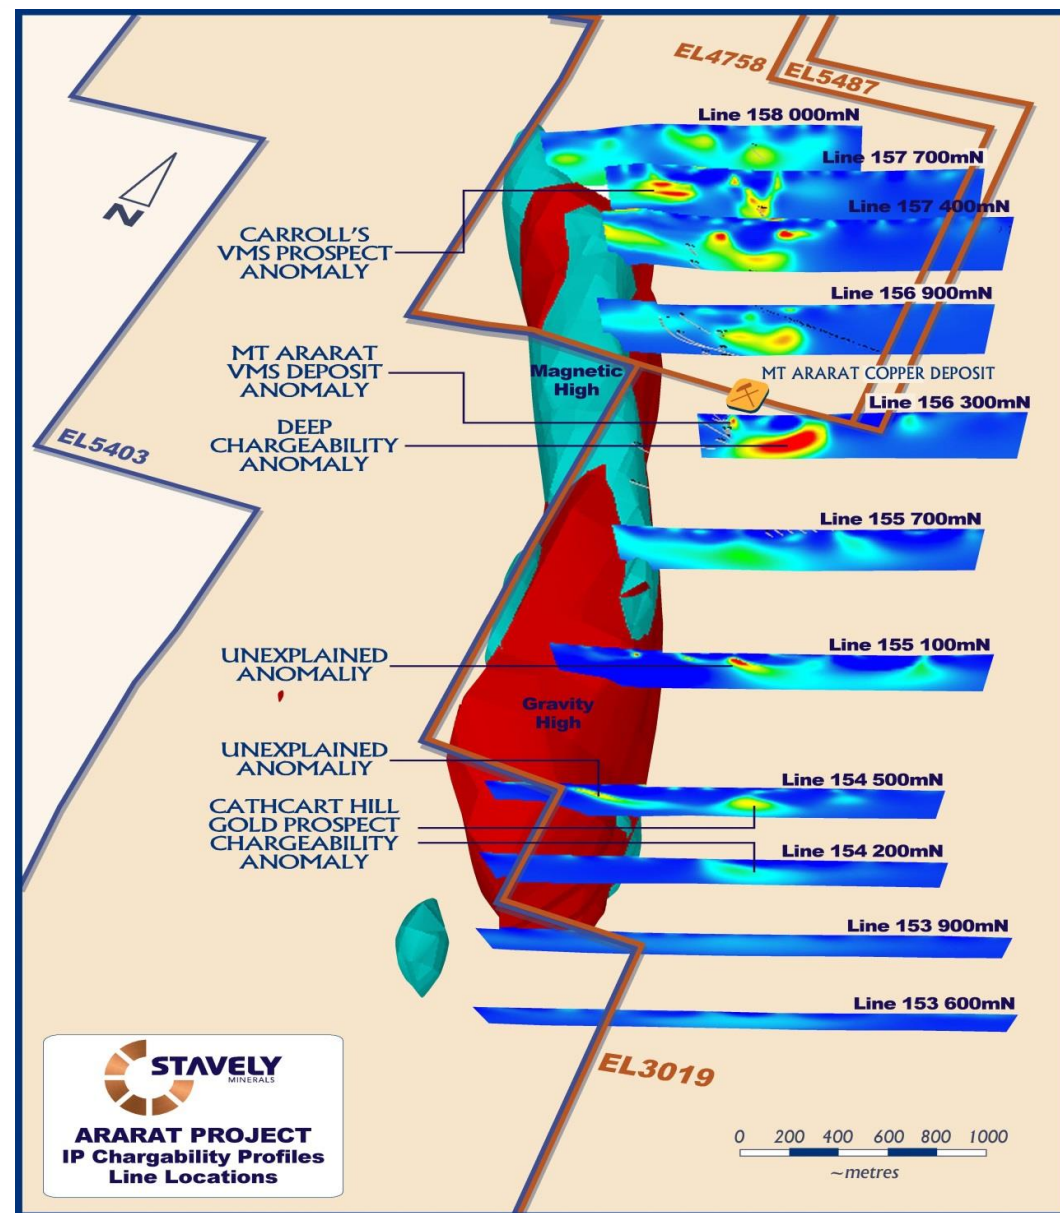 EL4758
EL5487
Line 158 000mN
Line 157 700mN
N
Line 157 400mN
CARROLL'S
VMS PROSPECT
ANOMALY
Line 156 900mN
MT ARARAT
VMS DEPOSIT
ANOMALY
Magnetic
High
MT ARARAT COPPER DEPOSIT
Line 156 300mN
DEEP
CHARGEABILITY
ANOMALY
EL5403
Line 155 700mN
Line 155 100mN
UNEXPLAINED
ANOMALIY
Gravity
High
UNEXPLAINED
ANOMALIY
Line 154 500mN
CATHCART HILL
GOLD PROSPECT
CHARGEABILITY
ANOMALY
Line 154 200mN
Line 153 900mN
Line 153 600mN
EL3019
STAVELY
MINERALS
ARARAT PROJECT
IP Chargability Profiles
Line Locations
0 200 400 600 800 1000
~metres